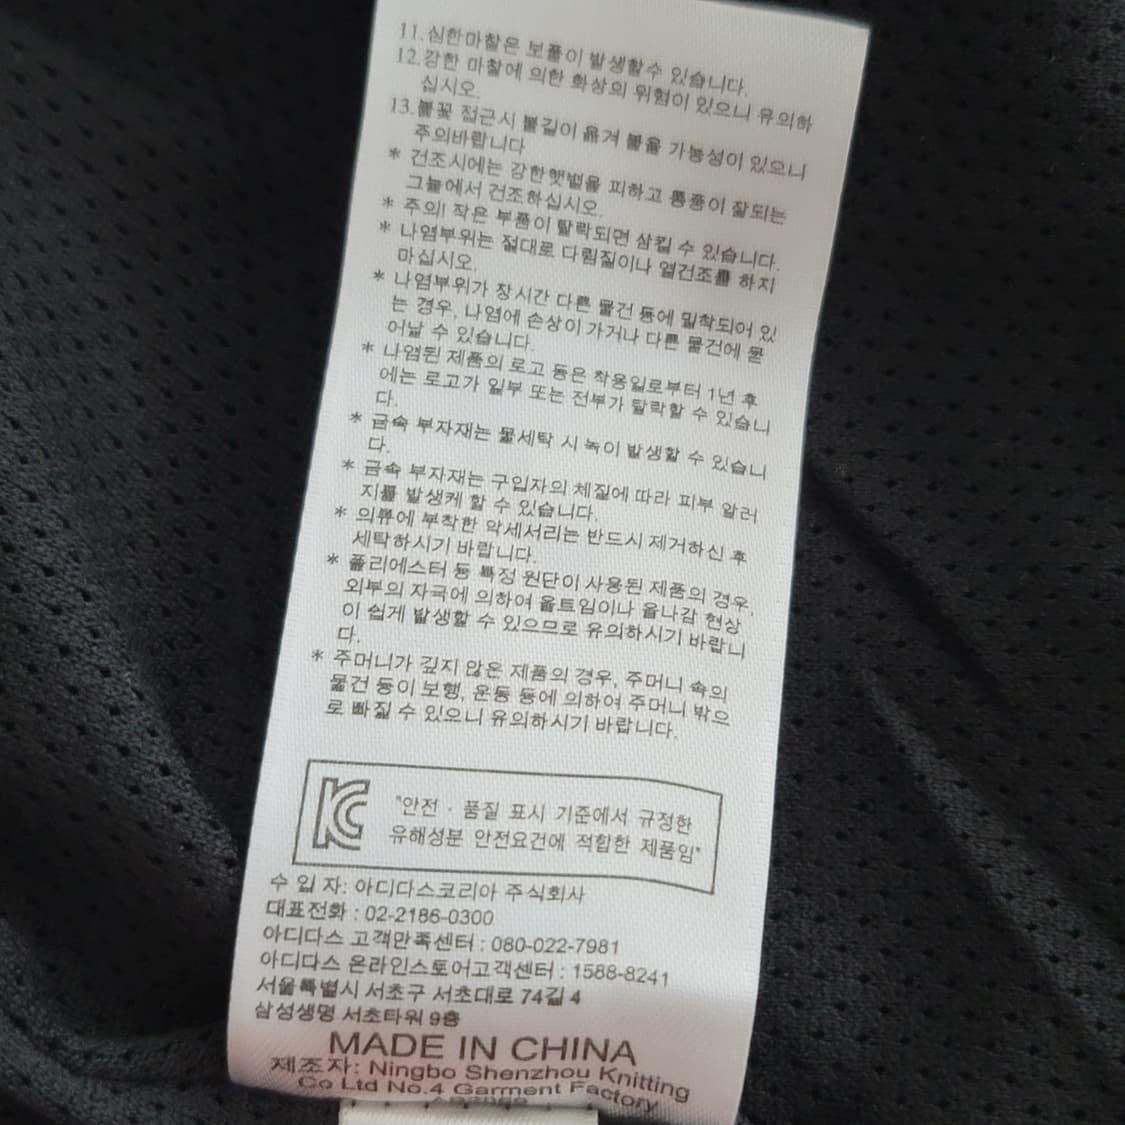 11.심한마찰은 보풀이 발생할수 있습니다.
12.강한 마찰에 의한 화상의 위험이 있으니 유의하
십시오.
13.불꽃 접근시 불길이 옮겨 붙을 가능성이 있으니
주의바랍니다
* 건조시에는 강한햇볕을 피하고 통풍이 잘되는
그늘에서 건조하십시오.
* 주의! 작은 부품이 탈락되면 삼킬 수 있습니다.
* 나염부위는 절대로 다림질이나 열건조를 하지
마십시오.
* 나염부위가 장시간 다른 물건 등에 밀착되어 있
는 경우, 나염에 손상이 가거나 다른 물건에 묻
어날 수 있습니다.
* 나염된 제품의 로고 등은 착용일로부터 1년 후
에는 로고가 일부 또는 전부가 탈락할 수 있습니
다.
* 금속 부자재는 물세탁 시 녹이 발생할 수 있습니
다.
* 금속 부자재는 구입자의 체질에 따라 피부 알러
지를 발생케 할 수 있습니다.
* 의류에 부착한 악세서리는 반드시 제거하신 후
세탁하시기 바랍니다.
* 폴리에스터 등 특정 원단이 사용된 제품의 경우,
외부의 자극에 의하여 올트임이나 올나감 현상
이 쉽게 발생할 수 있으므로 유의하시기 바랍니
다.
* 주머니가 깊지 않은 제품의 경우, 주머니 속의
물건 등이 보행, 운동 등에 의하여 주머니 밖으
로 빠질 수 있으니 유의하시기 바랍니다.
KC
"안전 · 품질 표시 기준에서 규정한
유해성분 안전요건에 적합한 제품임"
수 입 자: 아디다스코리아 주식회사
대표전화 : 02-2186-0300
아디다스 고객만족센터 : 080-022-7981
아디다스 온라인스토어고객센터 : 1588-8241
서울특별시 서초구 서초대로 74길 4
삼성생명 서초타워 9층
MADE IN CHINA
제조자: Ningbo Shenzhou Knitting
Co Ltd No.4 Garment Factory